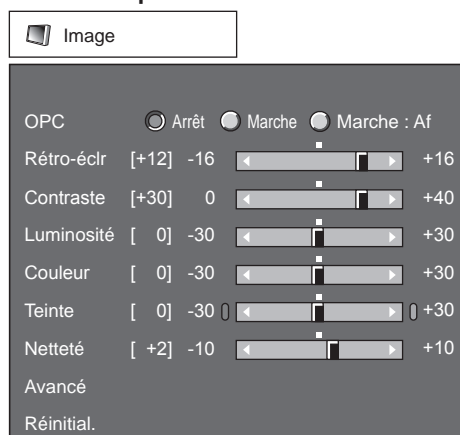 Image
OPC Arrêt Marche Marche : Af
Rétro-éclr [+12] -16 +16
Contraste [+30] 0 +40
Luminosité [ 0] -30 +30
Couleur [ 0] -30 +30
Teinte [ 0] -30 +30
Netteté [ +2] -10 +10
Avancé
Réinitial.